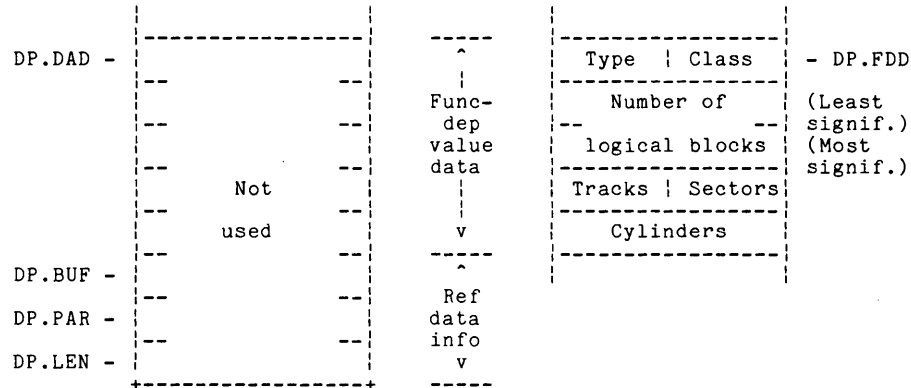 DP.DAD - Type | Class - DP.FDD
Func- Number of (Least
dep signif.)
value logical blocks (Most
data signif.)
Not Tracks | Sectors
used v Cylinders
DP.BUF - ^
Ref
DP.PAR - data
info
DP.LEN - v